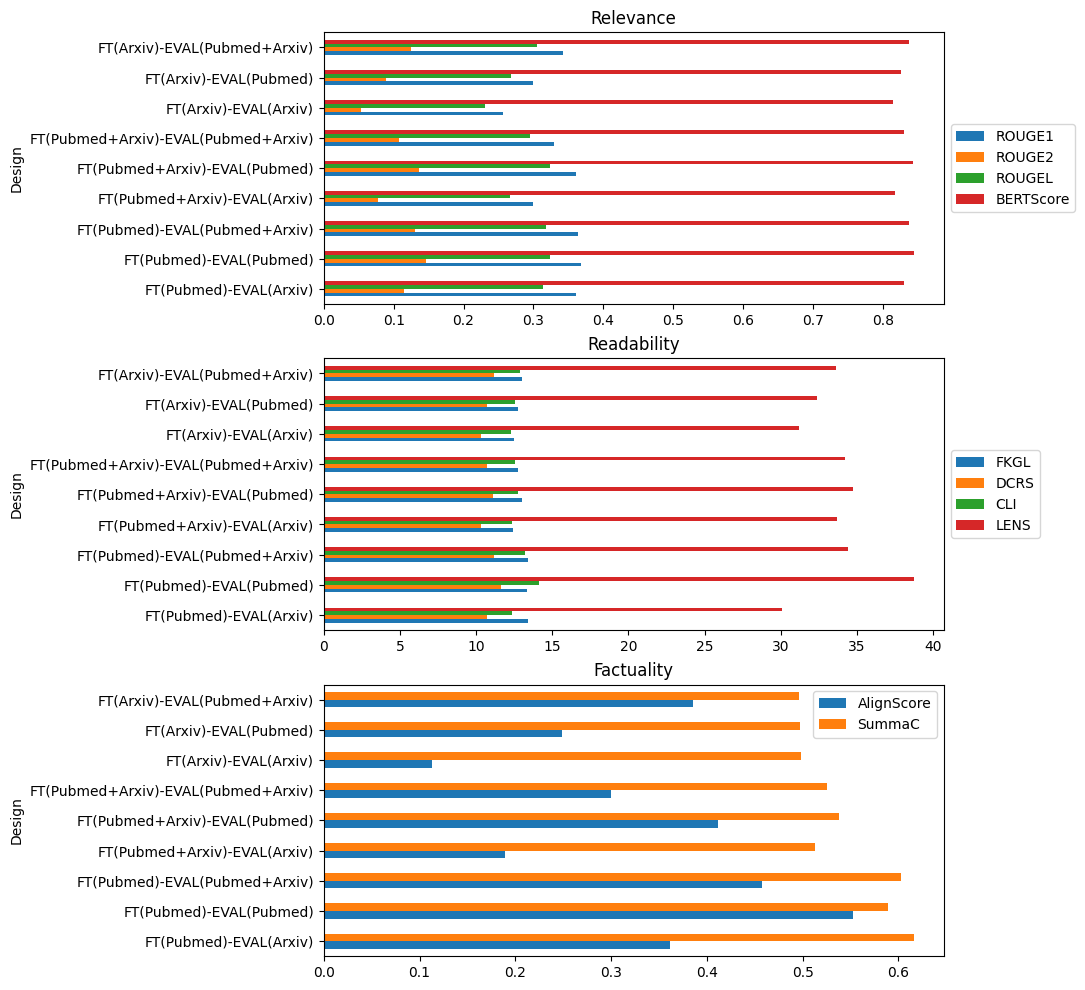 Relevance
Design
FT(Arxiv)-EVAL(Pubmed+Arxiv)
FT(Arxiv)-EVAL(Pubmed)
FT(Arxiv)-EVAL(Arxiv)
FT(Pubmed+Arxiv)-EVAL(Pubmed+Arxiv)
FT(Pubmed+Arxiv)-EVAL(Pubmed)
FT(Pubmed+Arxiv)-EVAL(Arxiv)
FT(Pubmed)-EVAL(Pubmed+Arxiv)
FT(Pubmed)-EVAL(Pubmed)
FT(Pubmed)-EVAL(Arxiv)
0.0 0.1 0.2 0.3 0.4 0.5 0.6 0.7 0.8
ROUGE1
ROUGE2
ROUGEL
BERTScore
Readability
Design
FT(Arxiv)-EVAL(Pubmed+Arxiv)
FT(Arxiv)-EVAL(Pubmed)
FT(Arxiv)-EVAL(Arxiv)
FT(Pubmed+Arxiv)-EVAL(Pubmed+Arxiv)
FT(Pubmed+Arxiv)-EVAL(Pubmed)
FT(Pubmed+Arxiv)-EVAL(Arxiv)
FT(Pubmed)-EVAL(Pubmed+Arxiv)
FT(Pubmed)-EVAL(Pubmed)
FT(Pubmed)-EVAL(Arxiv)
0 5 10 15 20 25 30 35 40
FKGL
DCRS
CLI
LENS
Factuality
Design
FT(Arxiv)-EVAL(Pubmed+Arxiv)
FT(Arxiv)-EVAL(Pubmed)
FT(Arxiv)-EVAL(Arxiv)
FT(Pubmed+Arxiv)-EVAL(Pubmed+Arxiv)
FT(Pubmed+Arxiv)-EVAL(Pubmed)
FT(Pubmed+Arxiv)-EVAL(Arxiv)
FT(Pubmed)-EVAL(Pubmed+Arxiv)
FT(Pubmed)-EVAL(Pubmed)
FT(Pubmed)-EVAL(Arxiv)
0.0 0.1 0.2 0.3 0.4 0.5 0.6
AlignScore
SummaC